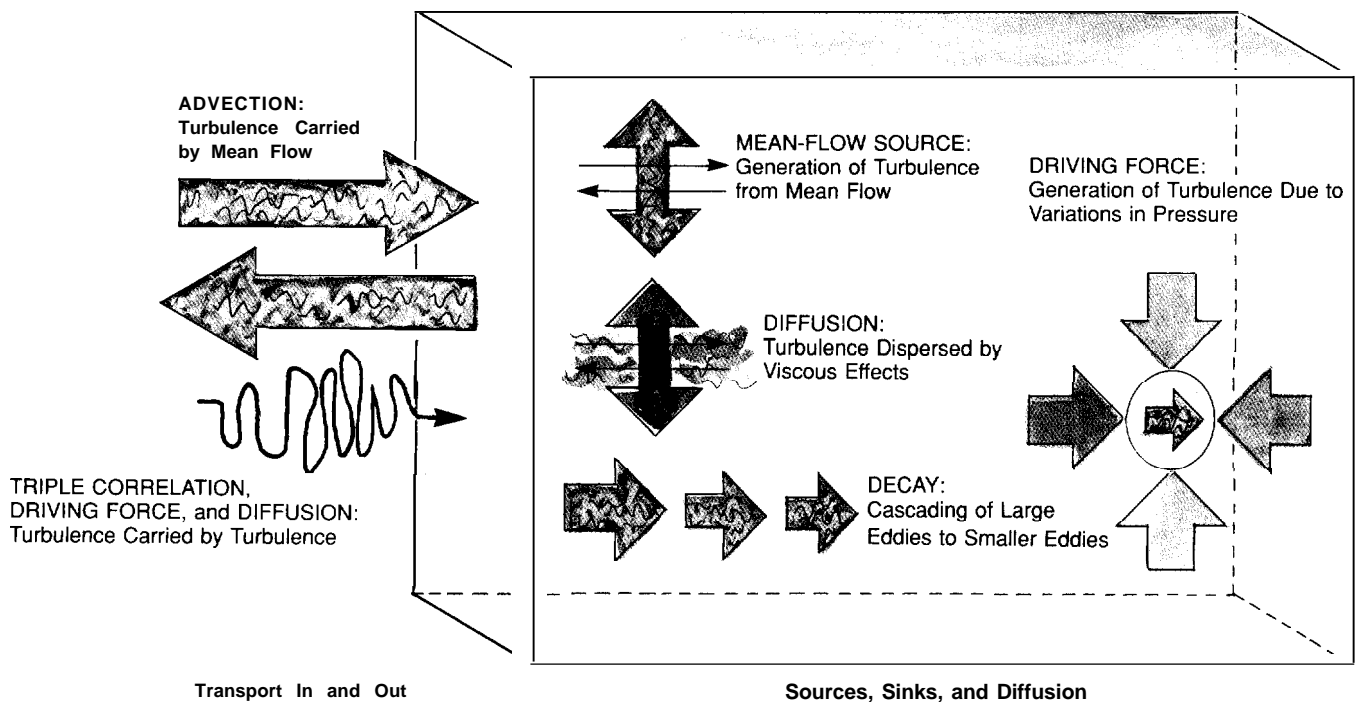 ADVECTION:
Turbulence Carried
by Mean Flow
TRIPLE CORRELATION,
DRIVING FORCE, and DIFFUSION:
Turbulence Carried by Turbulence
MEAN-FLOW SOURCE:
Generation of Turbulence
from Mean Flow
DIFFUSION:
Turbulence Dispersed by
Viscous Effects
DECAY:
Cascading of Large
Eddies to Smaller Eddies
DRIVING FORCE:
Generation of Turbulence Due to
Variations in Pressure
Transport In and Out
Sources, Sinks, and Diffusion